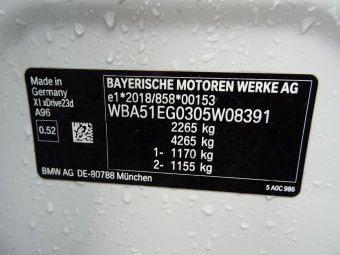 Made in
Germany
X1 xDrive23d
A96
0.52
BAYERISCHE MOTOREN WERKE AG
e1*2018/858*00153
WBA51EG0305W08391
2265 kg
4265 kg
1- 1170 kg
2- 1155 kg
BMW AG DE-80788 München
5 A0C 986